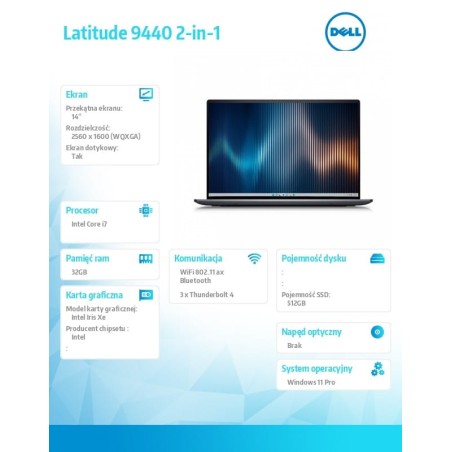 Latitude 9440 2-in-1
DELL
Ekran
Przekątna ekranu:
14"
Rozdzielczość:
2560 x 1600 (WQXGA)
Ekran dotykowy:
Tak
Procesor
Intel Core i7
Pamięć ram
32GB
Karta graficzna
Model karty graficznej:
Intel Iris Xe
Producent chipsetu :
Intel
:
Komunikacja
WiFi 802.11 ax
Bluetooth
3 x Thunderbolt 4
Pojemność dysku
:
:
Pojemność SSD:
512GB
Napęd optyczny
Brak
System operacyjny
Windows 11 Pro